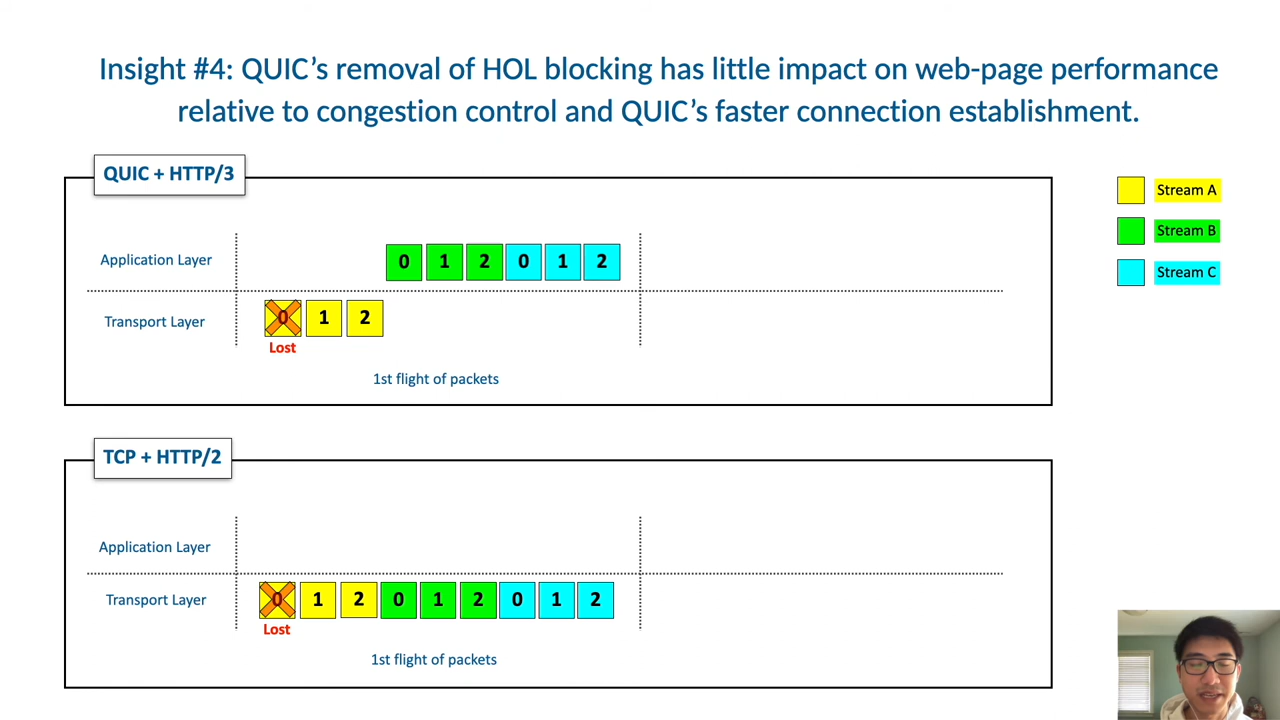 Insight #4: QUIC's removal of HOL blocking has little impact on web-page performance
relative to congestion control and QUIC's faster connection establishment.
QUIC + HTTP/3
Stream A
Stream B
Stream C
Application Layer
0 1 2 0 1 2
Transport Layer
0 1 2
Lost
1st flight of packets
TCP + HTTP/2
Application Layer
Transport Layer
0 1 2 0 1 2 0 1 2
Lost
1st flight of packets